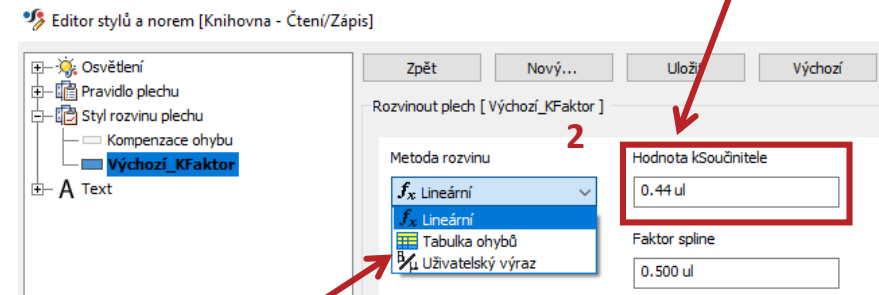 Editor stylů a norem [Knihovna - Čtení/Zápis]
Osvětlení
Pravidlo plechu
Styl rozvinu plechu
Kompenzace ohybu
Výchozí_KFaktor
A Text
Zpět
Nový...
Uložit
Výchozí
Rozvinout plech [ Výchozí_KFaktor ]
2
Metoda rozvinu
fx Lineární
fx Lineární
Tabulka ohybů
Uživatelský výraz
Hodnota kSoučinitele
0.44 ul
Faktor spline
0.500 ul